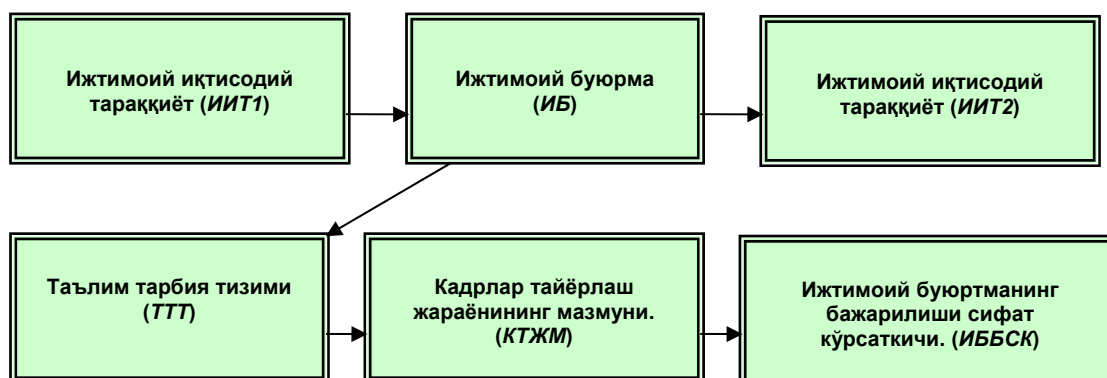 Ижтимоий иқтисодий
тараққиёт (ИИТ1)
Ижтимоий буюрма
(ИБ)
Ижтимоий иқтисодий
тараққиёт (ИИТ2)
Таълим тарбия тизими
(ТТТ)
Кадрлар тайёрлаш
жараёнининг мазмуни.
(КТЖМ)
Ижтимоий буюртманинг
бажарилиши сифат
кўрсаткичи. (ИББСК)